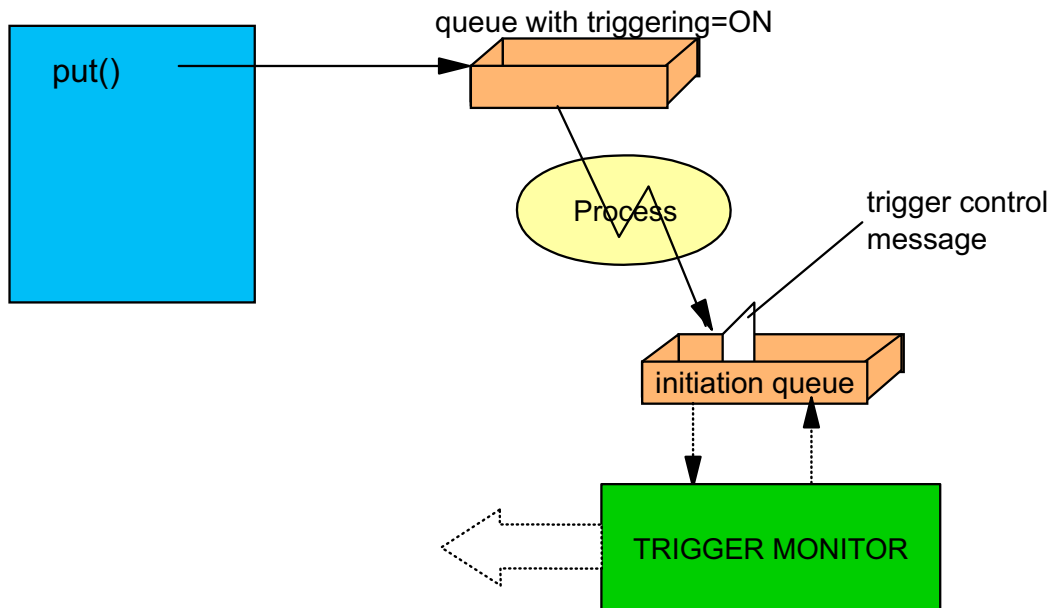 queue with triggering=ON
put()
Process
trigger control
message
initiation queue
TRIGGER MONITOR